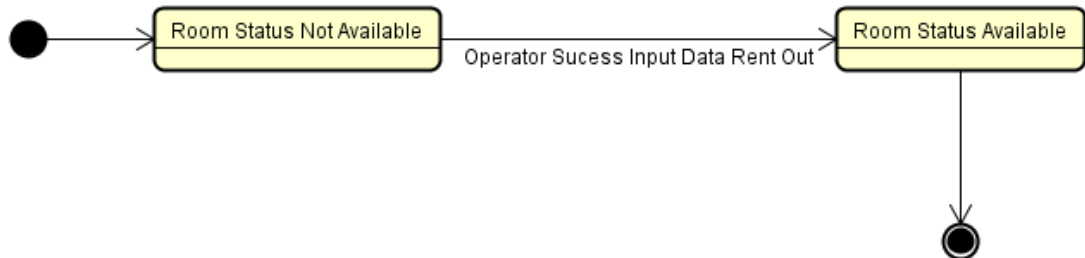 Room Status Not Available
Operator Sucess Input Data Rent Out
Room Status Available